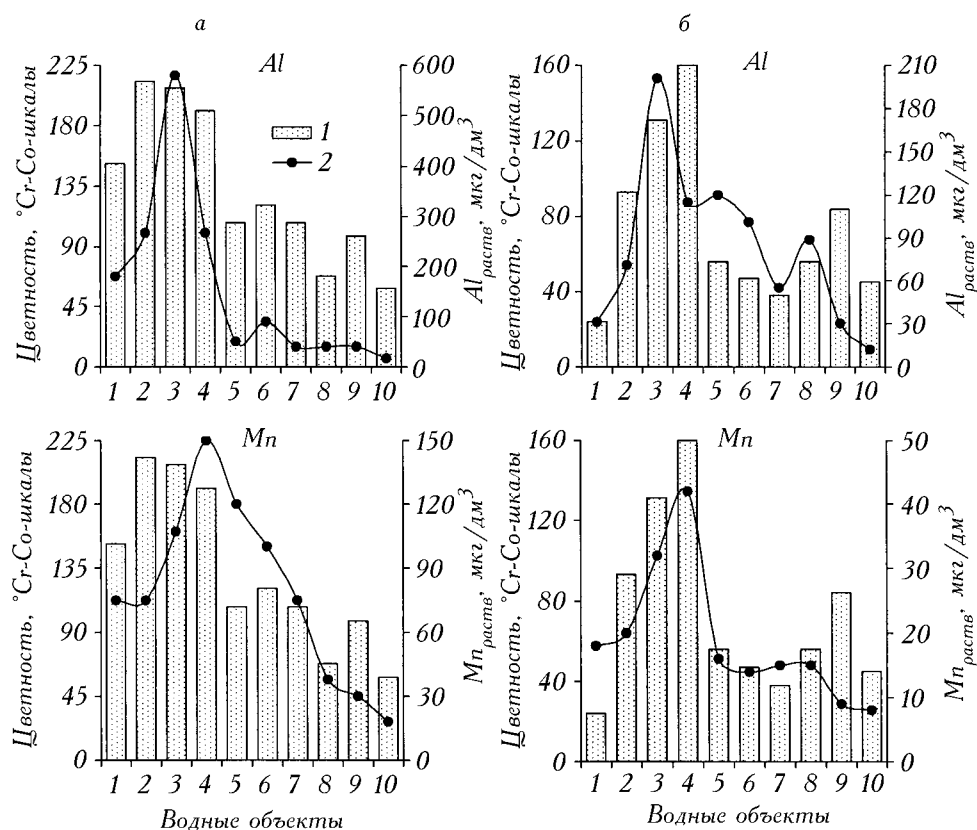 а
б
Al
Цветность, °Cr-Co-шкалы
225
180
135
90
45
0
600
500
400
300
200
100
0
Al раств, мкг/дм³
1
2
1 2 3 4 5 6 7 8 9 10
Al
Цветность, °Cr-Co-шкалы
160
120
80
40
0
210
180
150
120
90
60
30
0
Al раств, мкг/дм³
1 2 3 4 5 6 7 8 9 10
Mn
Цветность, °Cr-Co-шкалы
225
180
135
90
45
0
150
120
90
60
30
0
Mn раств, мкг/дм³
1 2 3 4 5 6 7 8 9 10
Водные объекты
Mn
Цветность, °Cr-Co-шкалы
160
120
80
40
0
50
40
30
20
10
0
Mn раств, мкг/дм³
1 2 3 4 5 6 7 8 9 10
Водные объекты